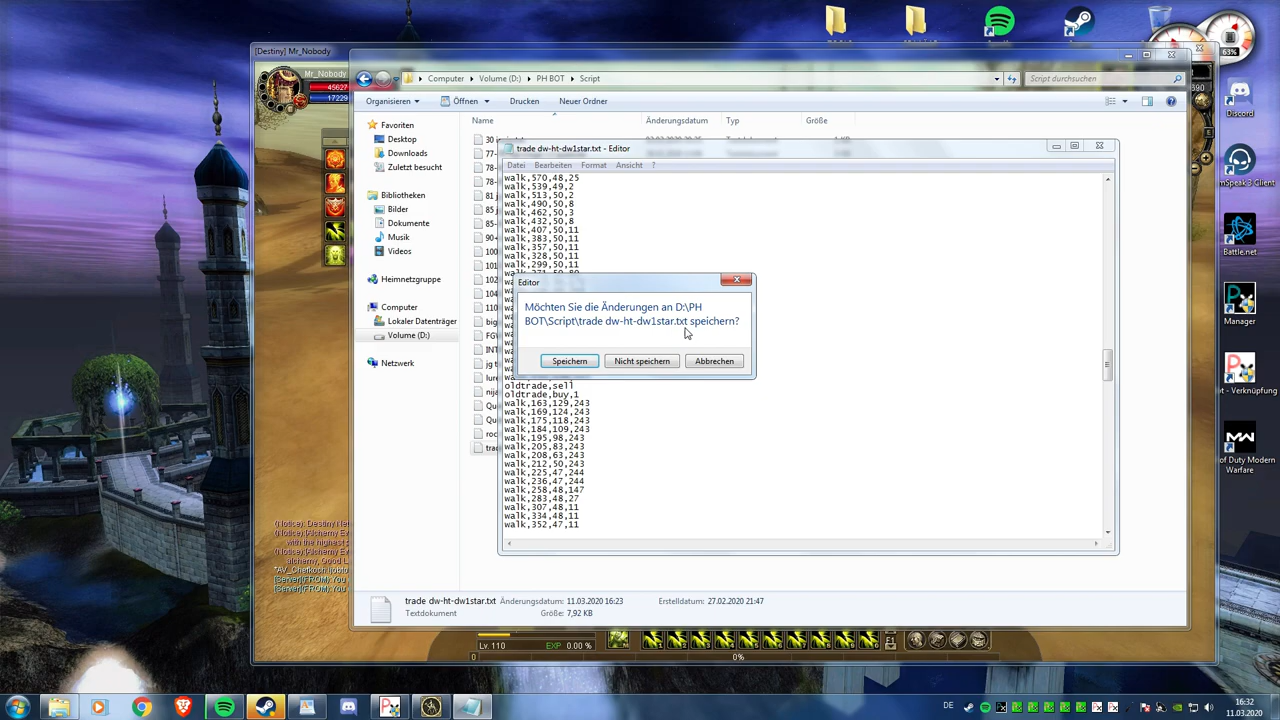 [Destiny] Mr_Nobody
Mr_Nobody
45627
17229
63%
Computer
Volume (D:)
PH BOT
Script
Script durchsuchen
Organisieren
Öffnen
Drucken
Neuer Ordner
Name
Änderungsdatum
Typ
Größe
Favoriten
Desktop
Downloads
Zuletzt besucht
Bibliotheken
Bilder
Dokumente
Musik
Videos
Heimnetzgruppe
Computer
Lokaler Datenträger
Volume (D:)
Netzwerk
trade dw-ht-dw1star.txt - Editor
Datei Bearbeiten Format Ansicht ?
walk,570,48,25
walk,539,49,2
walk,513,50,2
walk,490,50,8
walk,462,50,3
walk,432,50,8
walk,407,50,11
walk,383,50,11
walk,357,50,11
walk,328,50,11
walk,299,50,11
Editor
Möchten Sie die Änderungen an D:\PH
BOT\Script\trade dw-ht-dw1star.txt speichern?
Speichern
Nicht speichern
Abbrechen
oldtrade,sell
oldtrade,buy,1
walk,163,129,243
walk,169,124,243
walk,175,118,243
walk,184,109,243
walk,195,98,243
walk,205,83,243
walk,208,63,243
walk,212,50,243
walk,225,47,244
walk,236,47,244
walk,258,48,147
walk,283,48,27
walk,307,48,11
walk,334,48,11
walk,352,47,11
trade dw-ht-dw1star.txt
Änderungsdatum: 11.03.2020 16:23
Erstelldatum: 27.02.2020 21:47
Textdokument
Größe: 7,92 KB
Lv. 110
EXP 0.00 %
0%
Discord
mSpeak 3 Client
Battle.net
Manager
ot - Verknüpfung
of Duty Modern
Warfare
DE
16:32
11.03.2020